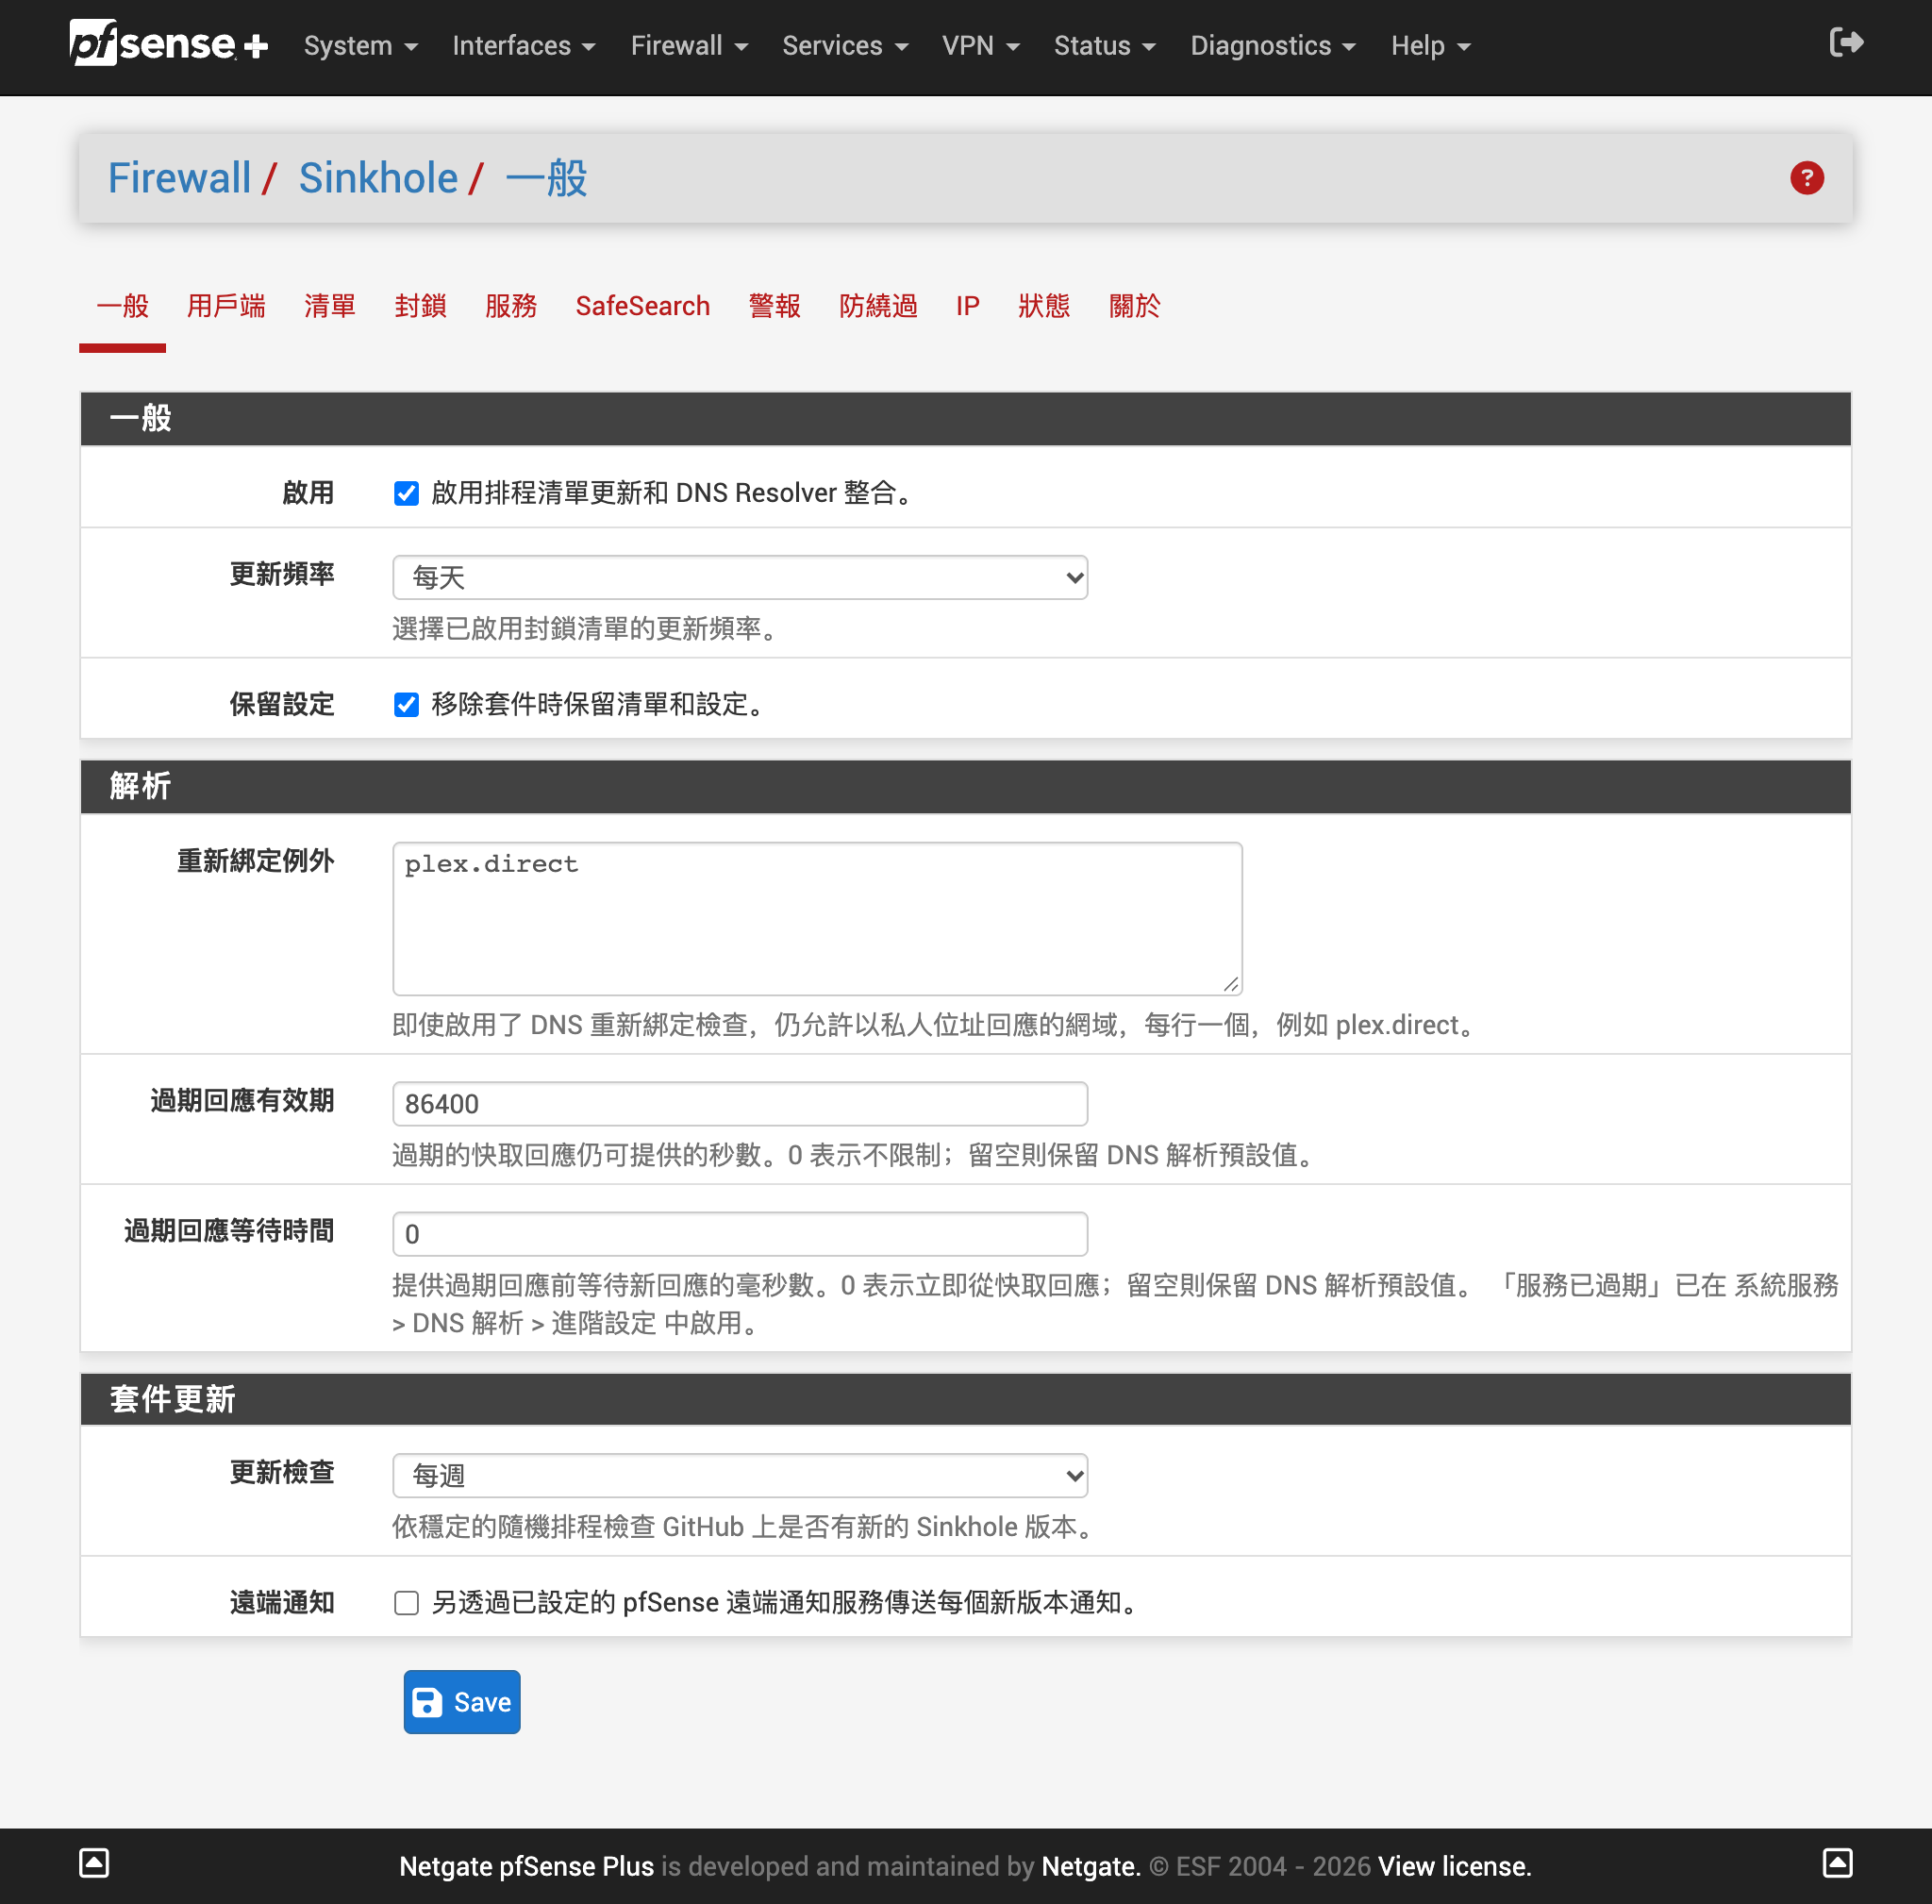 pfsense+ System Interfaces Firewall Services VPN Status Diagnostics Help
Firewall / Sinkhole / 一般
一般 用戶端 清單 封鎖 服務 SafeSearch 警報 防繞過 IP 狀態 關於
一般
啟用 啟用排程清單更新和 DNS Resolver 整合。
更新頻率 每天
選擇已啟用封鎖清單的更新頻率。
保留設定 移除套件時保留清單和設定。
解析
重新綁定例外 plex.direct
即使啟用了 DNS 重新綁定檢查，仍允許以私人位址回應的網域，每行一個，例如 plex.direct。
過期回應有效期 86400
過期的快取回應仍可提供的秒數。0 表示不限制；留空則保留 DNS 解析預設值。
過期回應等待時間 0
提供過期回應前等待新回應的毫秒數。0 表示立即從快取回應；留空則保留 DNS 解析預設值。 「服務已過期」已在 系統服務
> DNS 解析 > 進階設定 中啟用。
套件更新
更新檢查 每週
依穩定的隨機排程檢查 GitHub 上是否有新的 Sinkhole 版本。
遠端通知 另透過已設定的 pfSense 遠端通知服務傳送每個新版本通知。
Save
Netgate pfSense Plus is developed and maintained by Netgate. © ESF 2004 - 2026 View license.